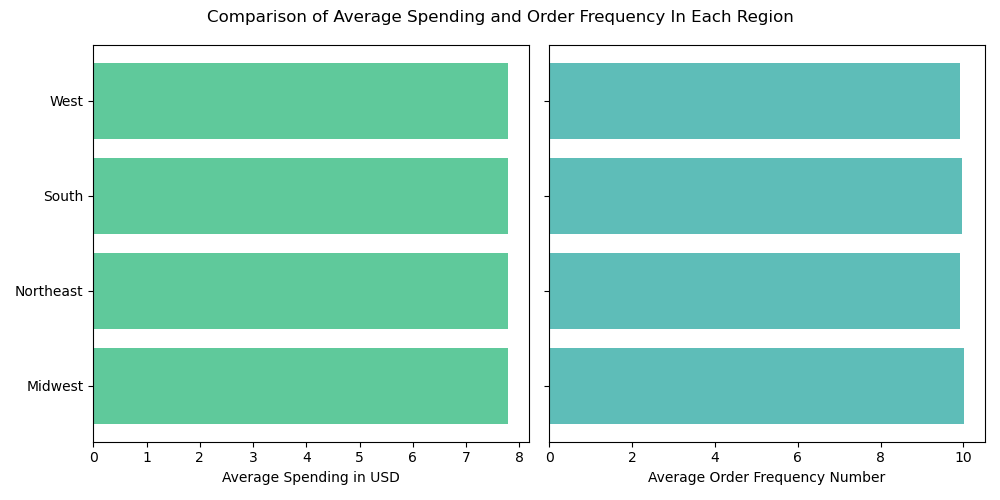 Comparison of Average Spending and Order Frequency In Each Region
West
South
Northeast
Midwest
0 1 2 3 4 5 6 7 8
Average Spending in USD
0 2 4 6 8 10
Average Order Frequency Number